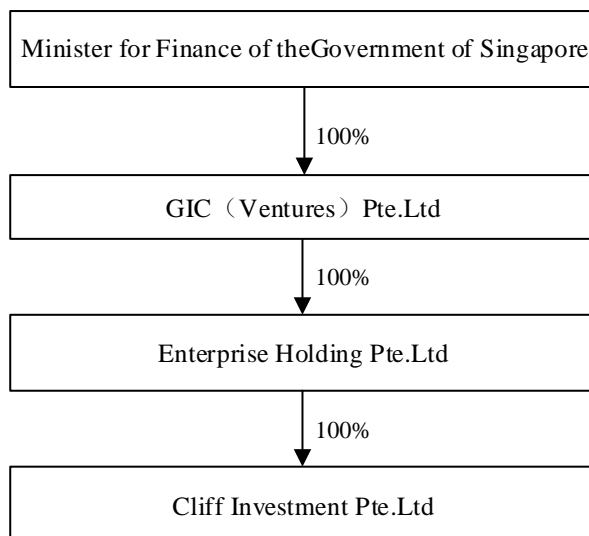 Minister for Finance of theGovernment of Singapore
100%
GIC（Ventures）Pte.Ltd
100%
Enterprise Holding Pte.Ltd
100%
Cliff Investment Pte.Ltd